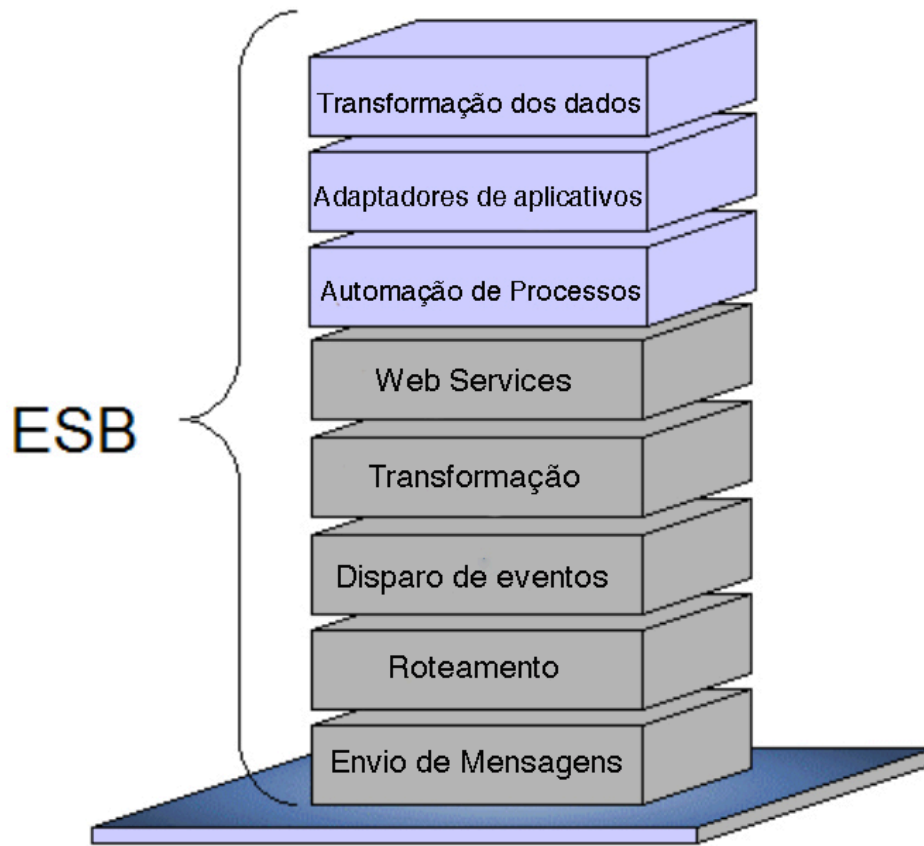 Transformação dos dados
Adaptadores de aplicativos
Automação de Processos
Web Services
ESB
Transformação
Disparo de eventos
Roteamento
Envio de Mensagens